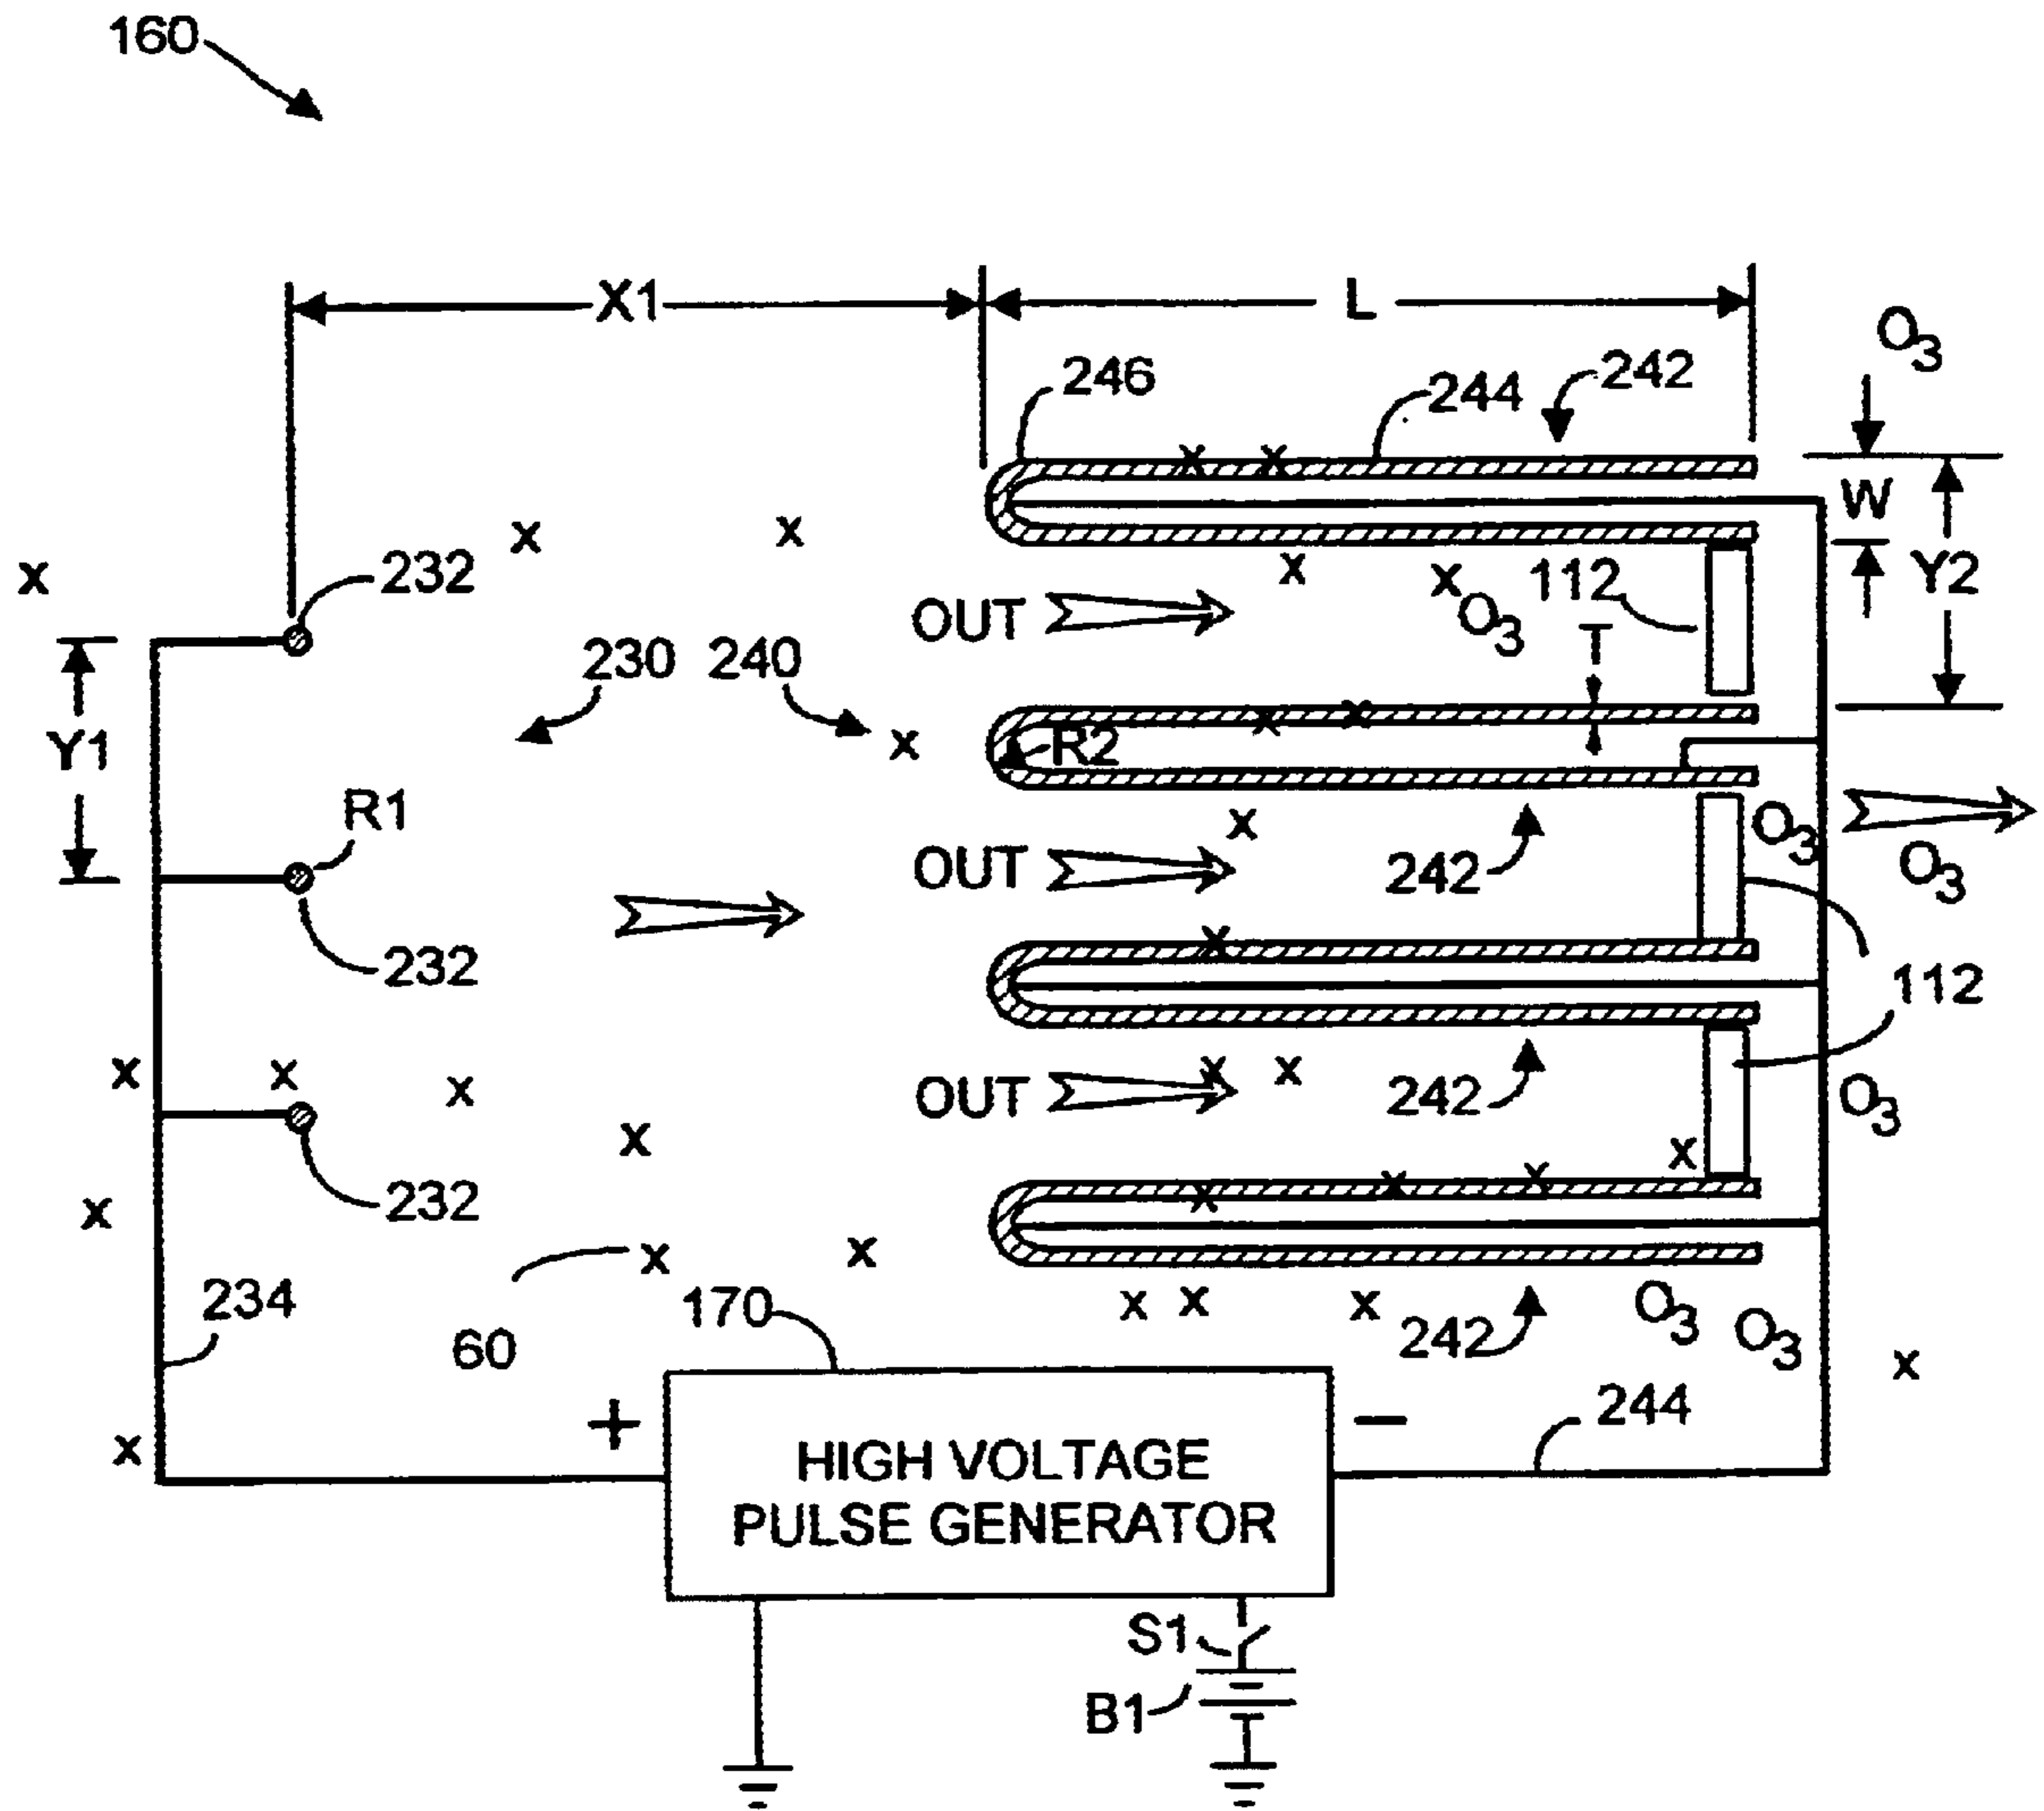 160
X1
L
O3
246
244
242
W
Y2
x
x
x
x
x
x
x
232
x
112
OUT
O3
T
230
240
Y1
x
x
x
R2
R1
x
OUT
242
O3
O3
232
x
112
x
x
x
OUT
x
x
242
O3
x
x
232
x
x
x
x
x
234
60
x
x
170
x
x
x
242
O3
O3
x
x
+
−
244
HIGH VOLTAGE
PULSE GENERATOR
S1
B1